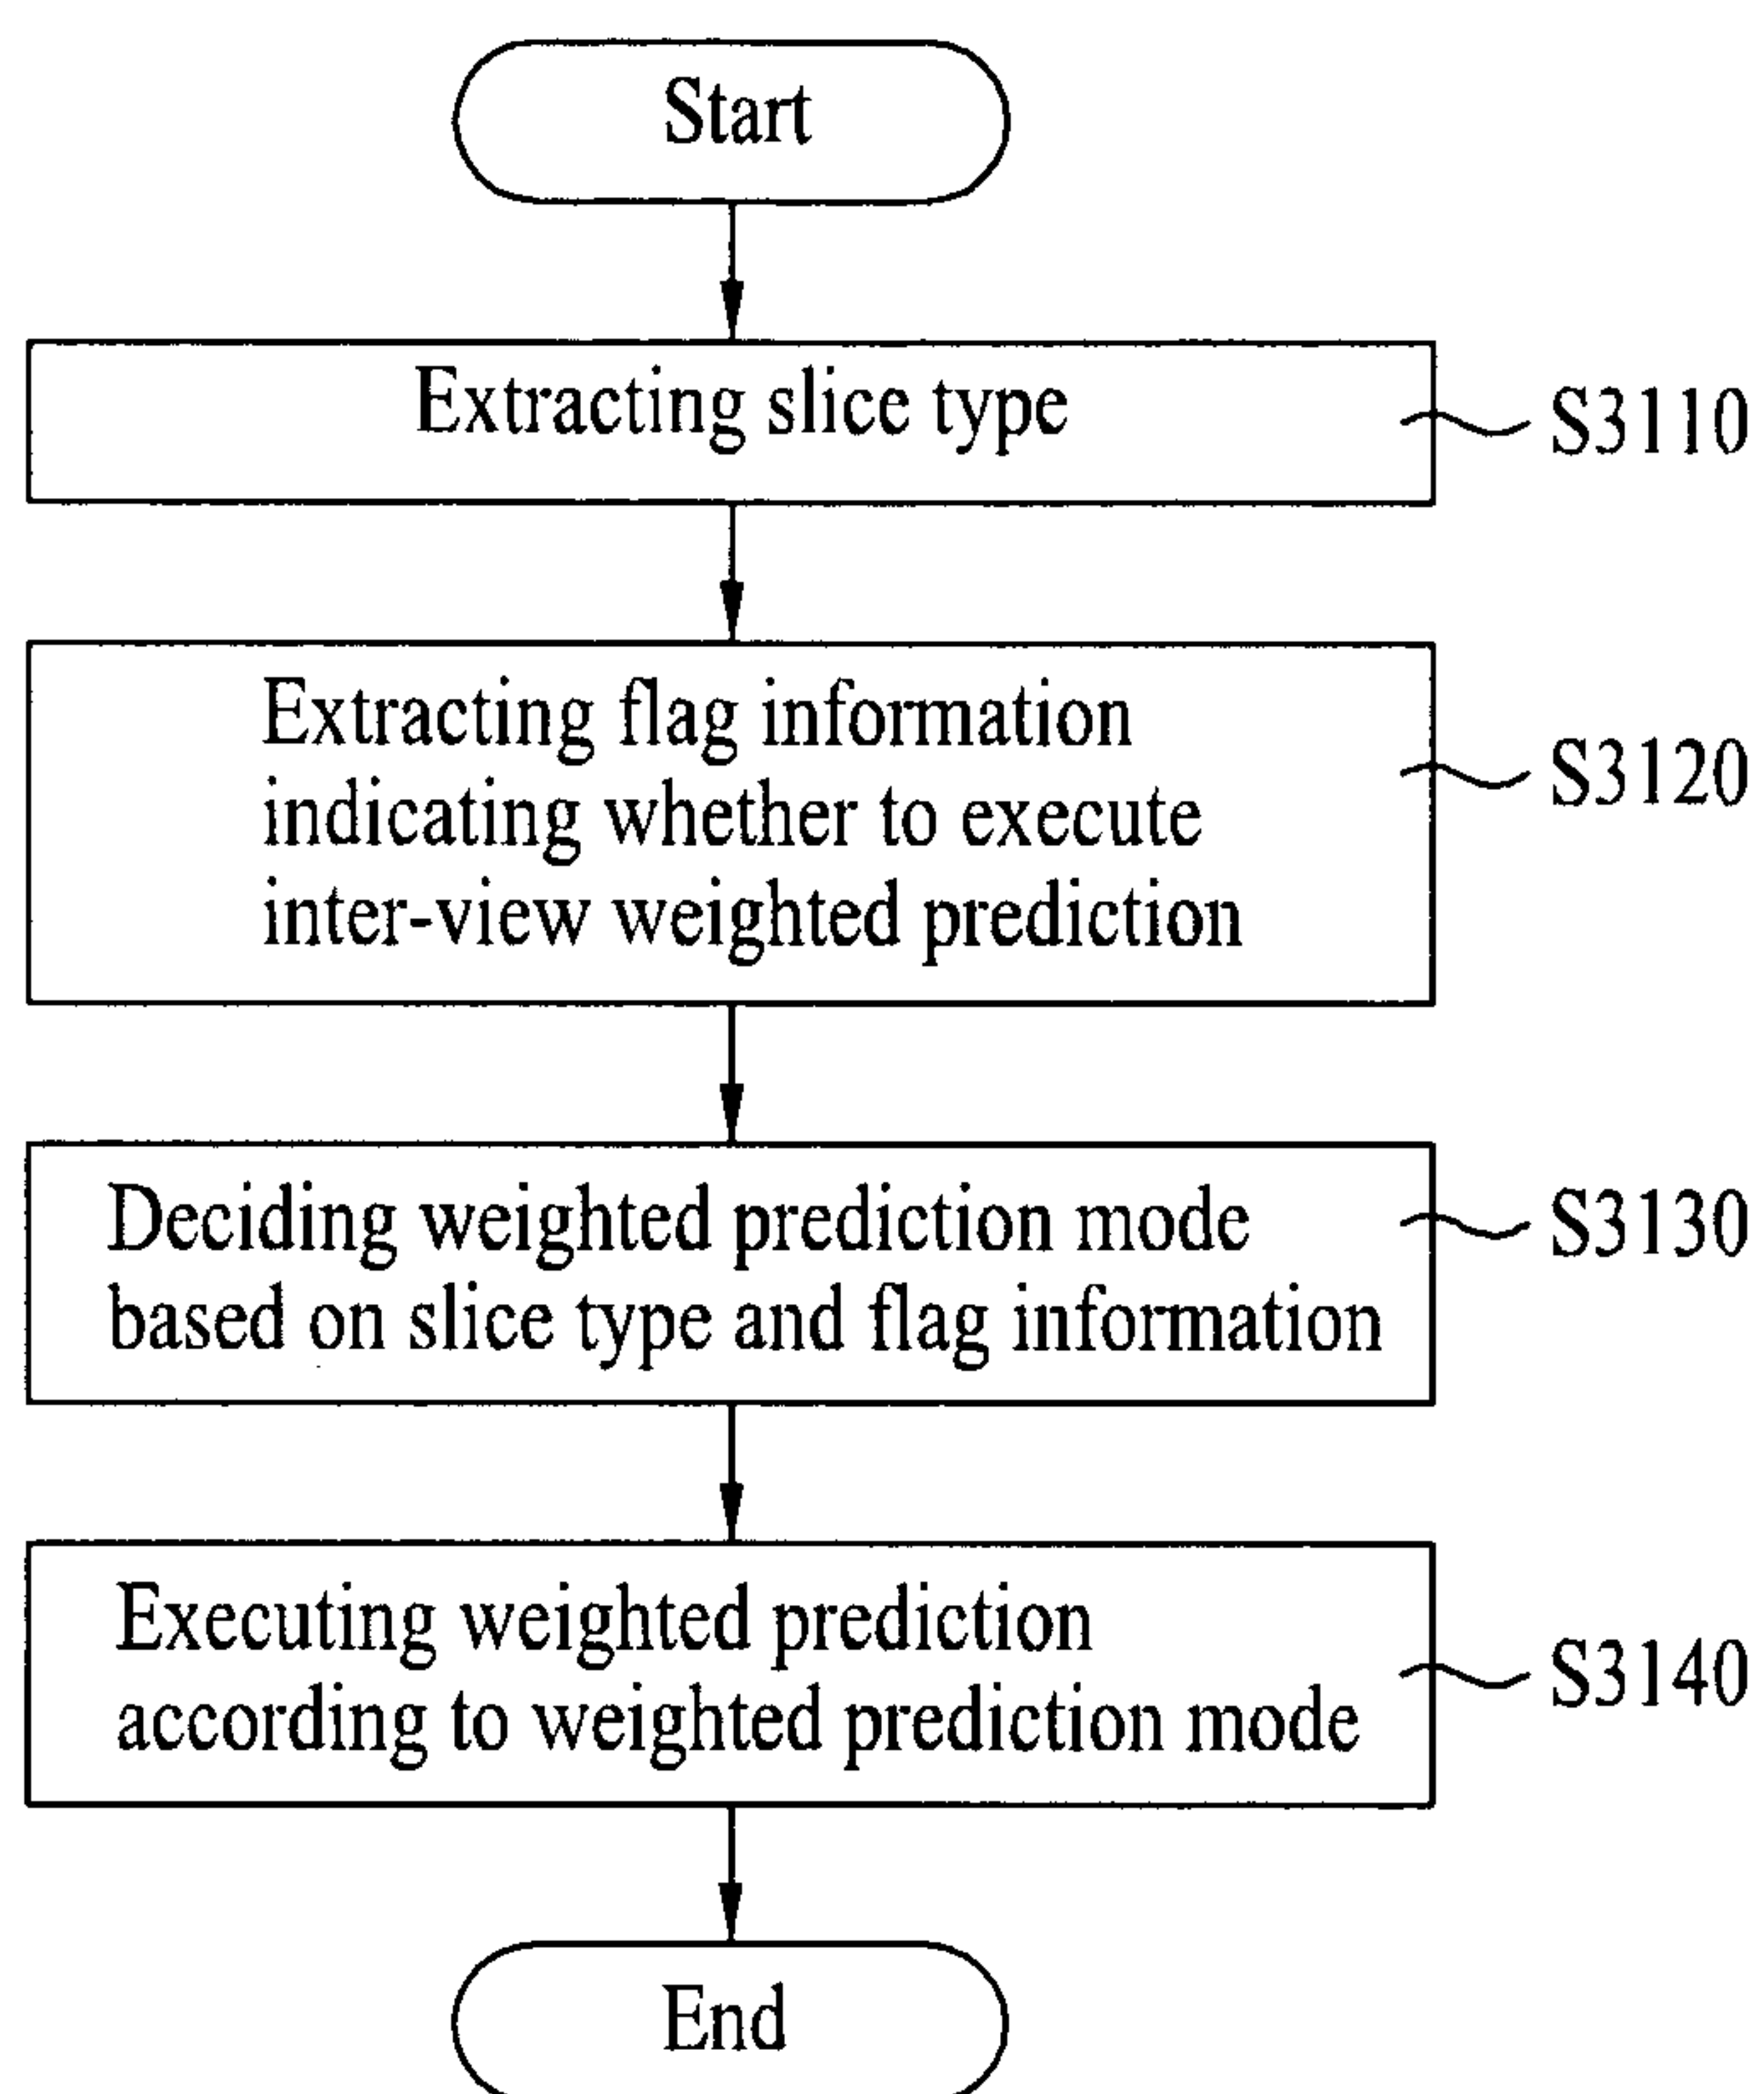 Start
Extracting slice type
S3110
Extracting flag information
indicating whether to execute
inter-view weighted prediction
S3120
Deciding weighted prediction mode
based on slice type and flag information
S3130
Executing weighted prediction
according to weighted prediction mode
S3140
End